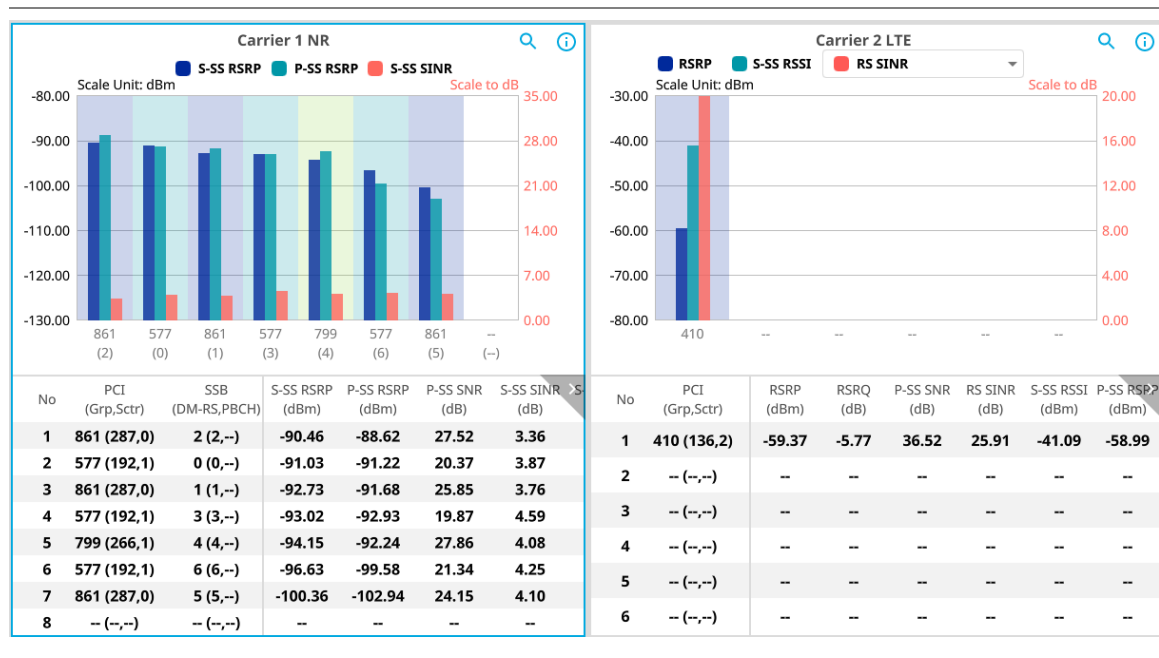 Carrier 1 NR
S-SS RSRP P-SS RSRP S-SS SINR
Scale Unit: dBm Scale to dB
-80.00 35.00
-90.00 28.00
-100.00 21.00
-110.00 14.00
-120.00 7.00
-130.00 0.00
861 577 861 577 799 577 861 --
(2) (0) (1) (3) (4) (6) (5) (--)
No PCI (Grp,Sctr) SSB (DM-RS,PBCH) S-SS RSRP (dBm) P-SS RSRP (dBm) P-SS SNR (dB) S-SS SINR (dB) S-
1 861 (287,0) 2 (2,--) -90.46 -88.62 27.52 3.36
2 577 (192,1) 0 (0,--) -91.03 -91.22 20.37 3.87
3 861 (287,0) 1 (1,--) -92.73 -91.68 25.85 3.76
4 577 (192,1) 3 (3,--) -93.02 -92.93 19.87 4.59
5 799 (266,1) 4 (4,--) -94.15 -92.24 27.86 4.08
6 577 (192,1) 6 (6,--) -96.63 -99.58 21.34 4.25
7 861 (287,0) 5 (5,--) -100.36 -102.94 24.15 4.10
8 -- (--,--) -- (--,--) -- -- -- --
Carrier 2 LTE
RSRP S-SS RSSI RS SINR
Scale Unit: dBm Scale to dB
-30.00 20.00
-40.00 16.00
-50.00 12.00
-60.00 8.00
-70.00 4.00
-80.00 0.00
410 -- -- -- -- --
No PCI (Grp,Sctr) RSRP (dBm) RSRQ (dB) P-SS SNR (dB) RS SINR (dB) S-SS RSSI (dBm) P-SS RSRP (dBm)
1 410 (136,2) -59.37 -5.77 36.52 25.91 -41.09 -58.99
2 -- (--,--) -- -- -- -- -- --
3 -- (--,--) -- -- -- -- -- --
4 -- (--,--) -- -- -- -- -- --
5 -- (--,--) -- -- -- -- -- --
6 -- (--,--) -- -- -- -- -- --